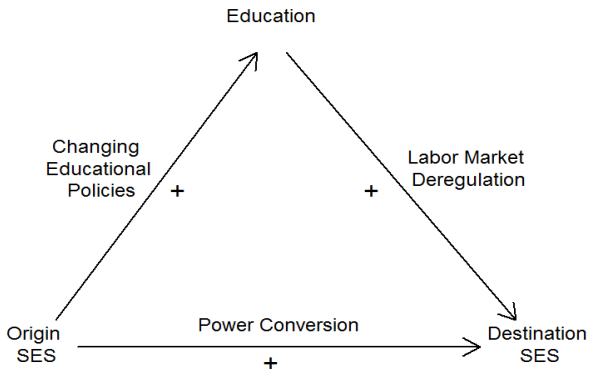 Education
Changing
Educational
Policies
+
+
Labor Market
Deregulation
Origin
SES
Power Conversion
+
Destination
SES